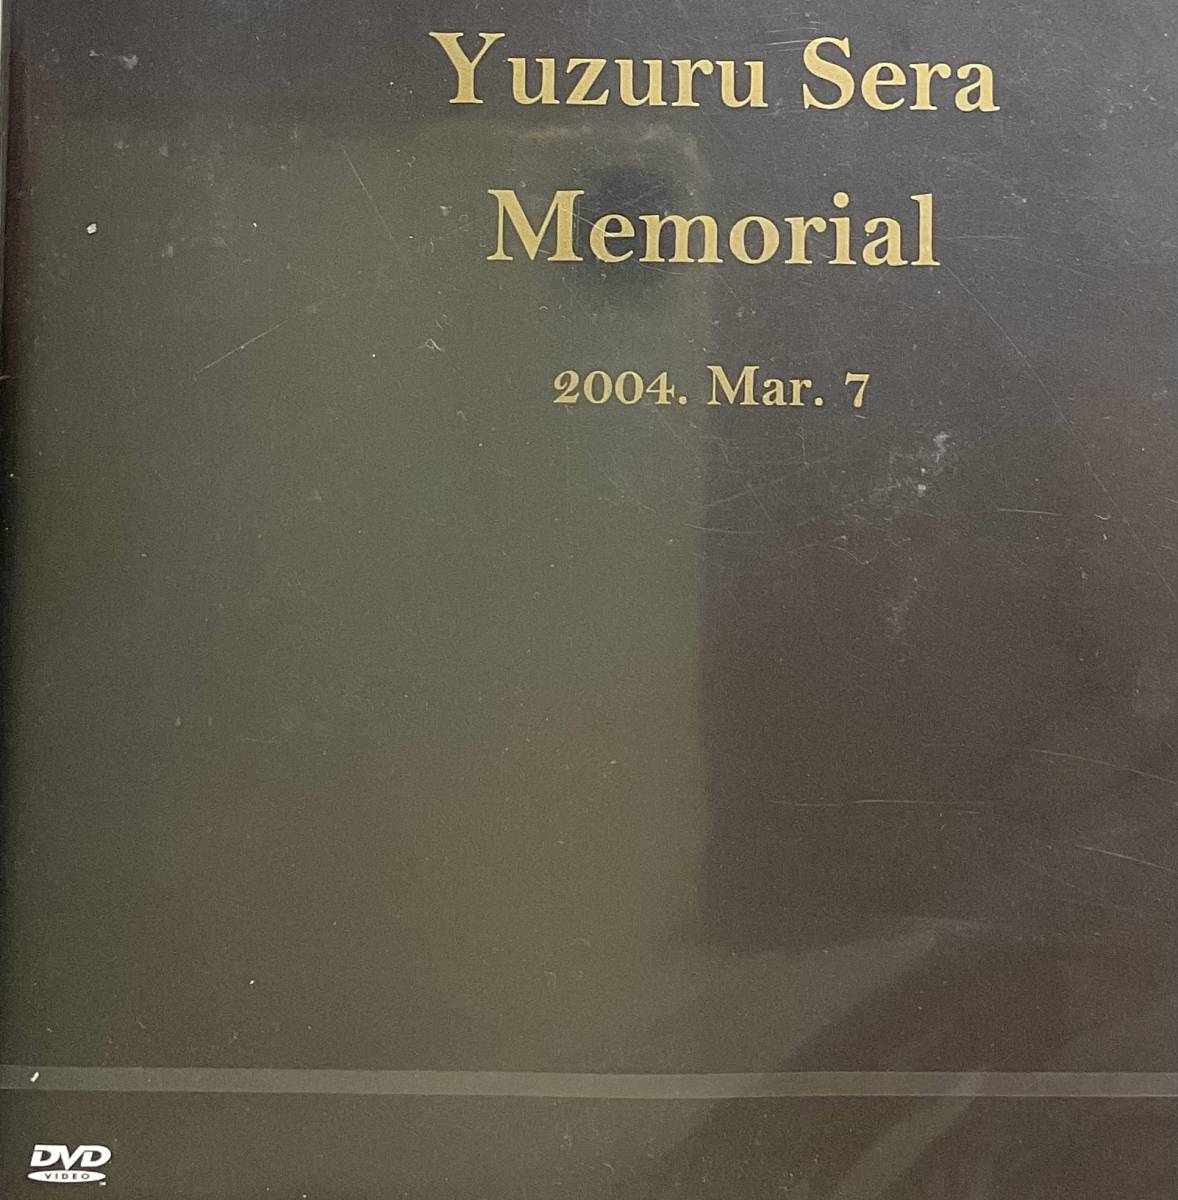 Yuzuru Sera
Memorial
2004. Mar. 7
DVD
VIDEO